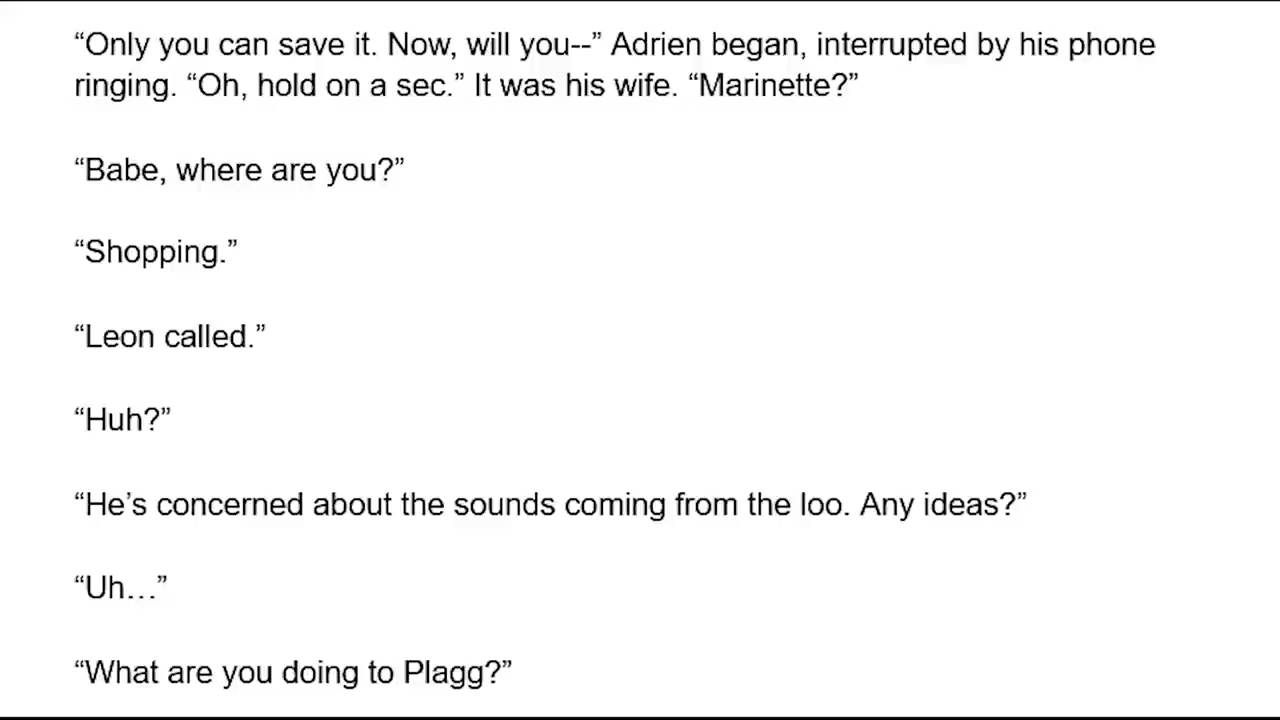 “Only you can save it. Now, will you--” Adrien began, interrupted by his phone
ringing. “Oh, hold on a sec.” It was his wife. “Marinette?”
“Babe, where are you?”
“Shopping.”
“Leon called.”
“Huh?”
“He’s concerned about the sounds coming from the loo. Any ideas?”
“Uh…”
“What are you doing to Plagg?”